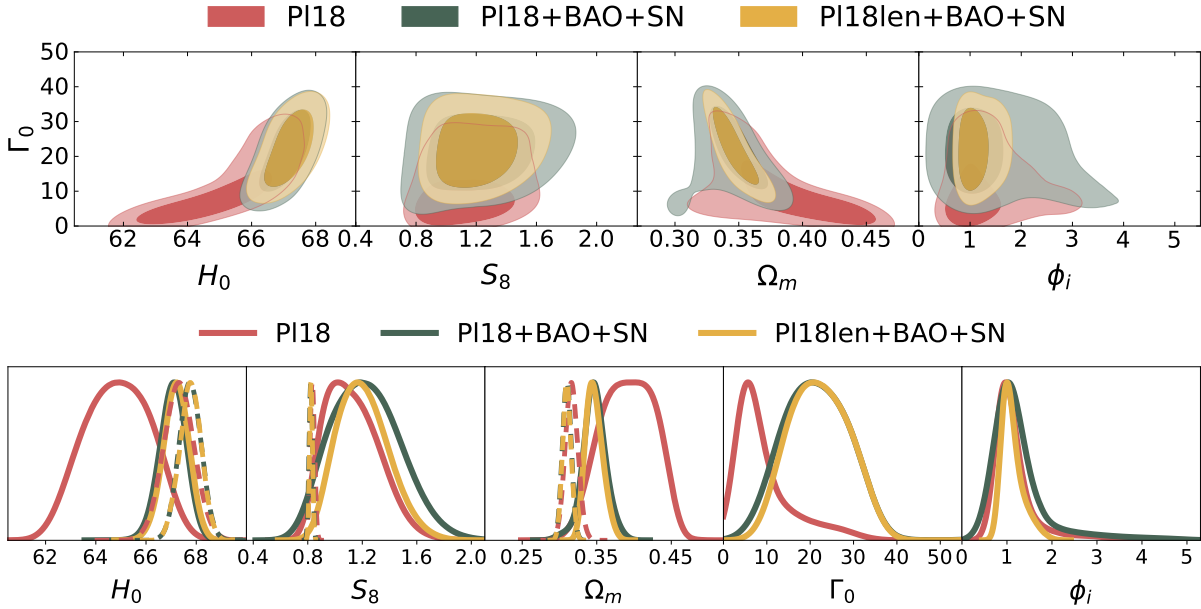 Pl18 Pl18+BAO+SN Pl18len+BAO+SN
Γ₀
50
40
30
20
10
0
62 64 66 68 0.4 0.8 1.2 1.6 2.0 0.30 0.35 0.40 0.45 0 1 2 3 4 5
H₀ S₈ Ωₘ ϕᵢ
Pl18 Pl18+BAO+SN Pl18len+BAO+SN
62 64 66 68 0.4 0.8 1.2 1.6 2.0 0.25 0.35 0.45 0 10 20 30 40 50 0 1 2 3 4 5
H₀ S₈ Ωₘ Γ₀ ϕᵢ